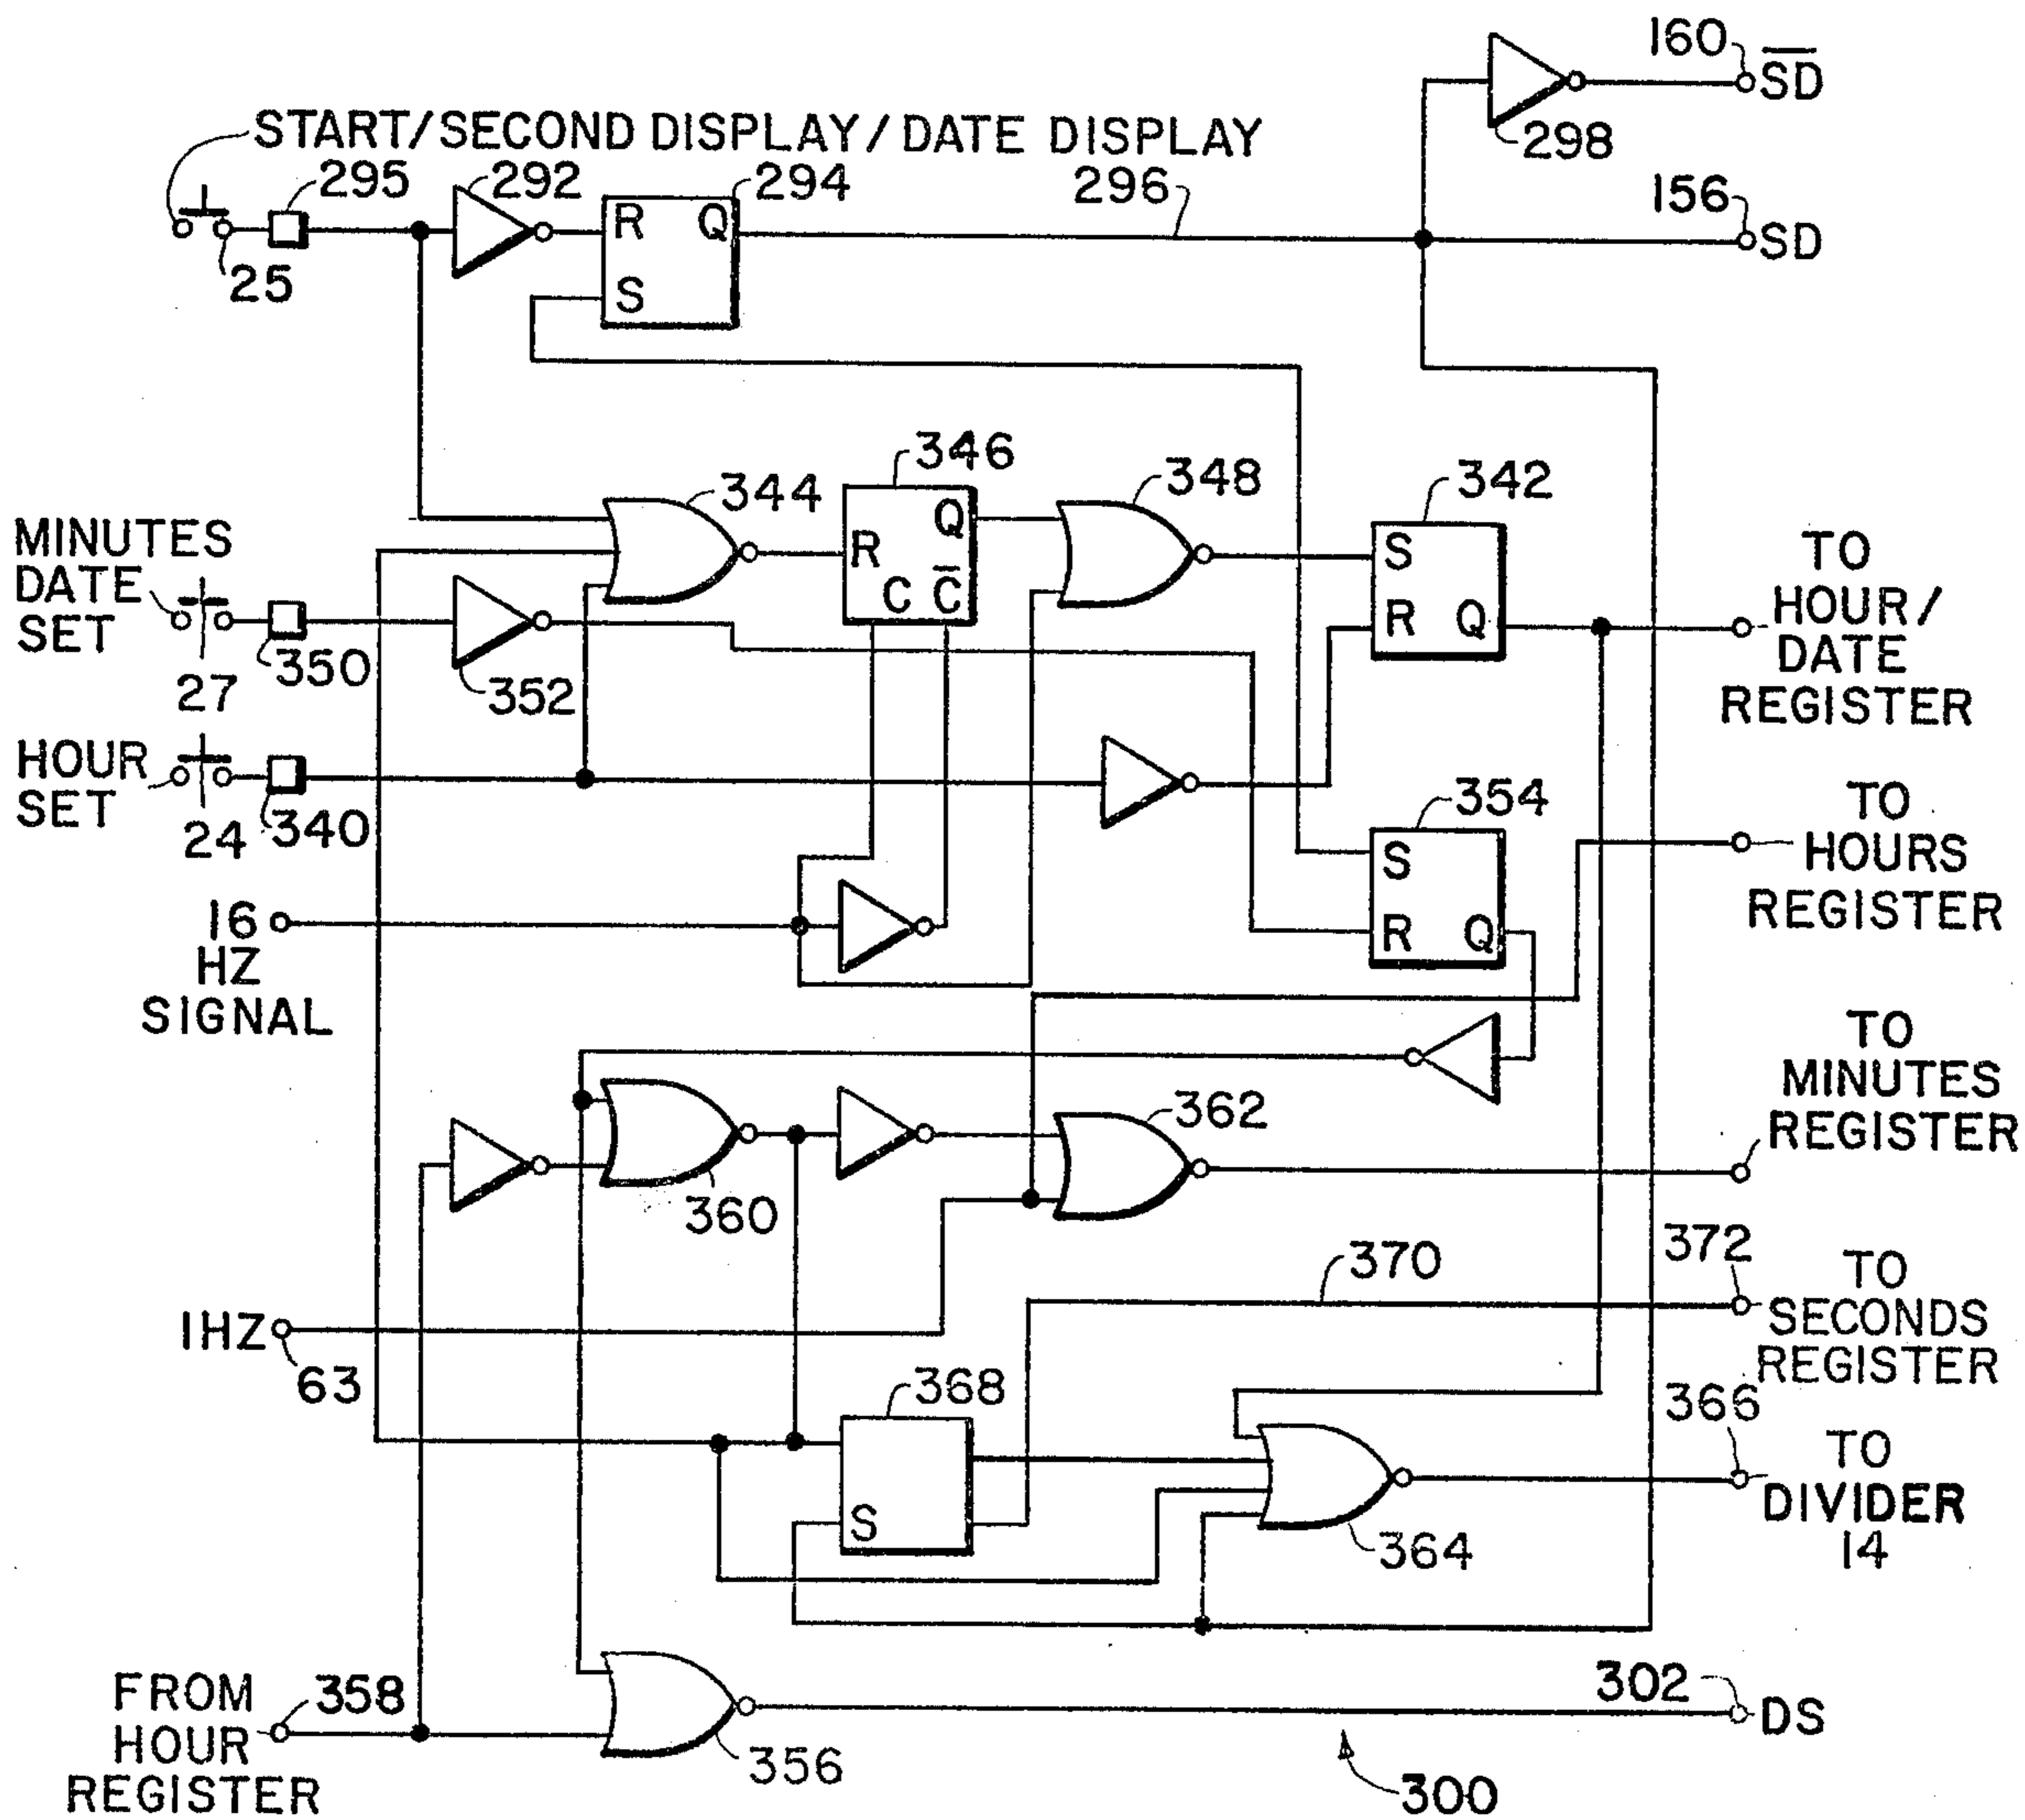 160
SD
298
START/SECOND DISPLAY/DATE DISPLAY
295
292
294
296
156
SD
R Q
S
25
346
344
348
342
MINUTES
DATE
SET
Q
R
C C
S
R Q
TO
HOUR/
DATE
REGISTER
350
27
352
HOUR
SET
24
340
354
TO
HOURS
REGISTER
S
R Q
16
HZ
SIGNAL
TO
MINUTES
REGISTER
362
360
370
372
TO
SECONDS
REGISTER
1HZ
63
368
366
TO
DIVIDER
14
S
364
FROM
HOUR
REGISTER
358
356
302
DS
300